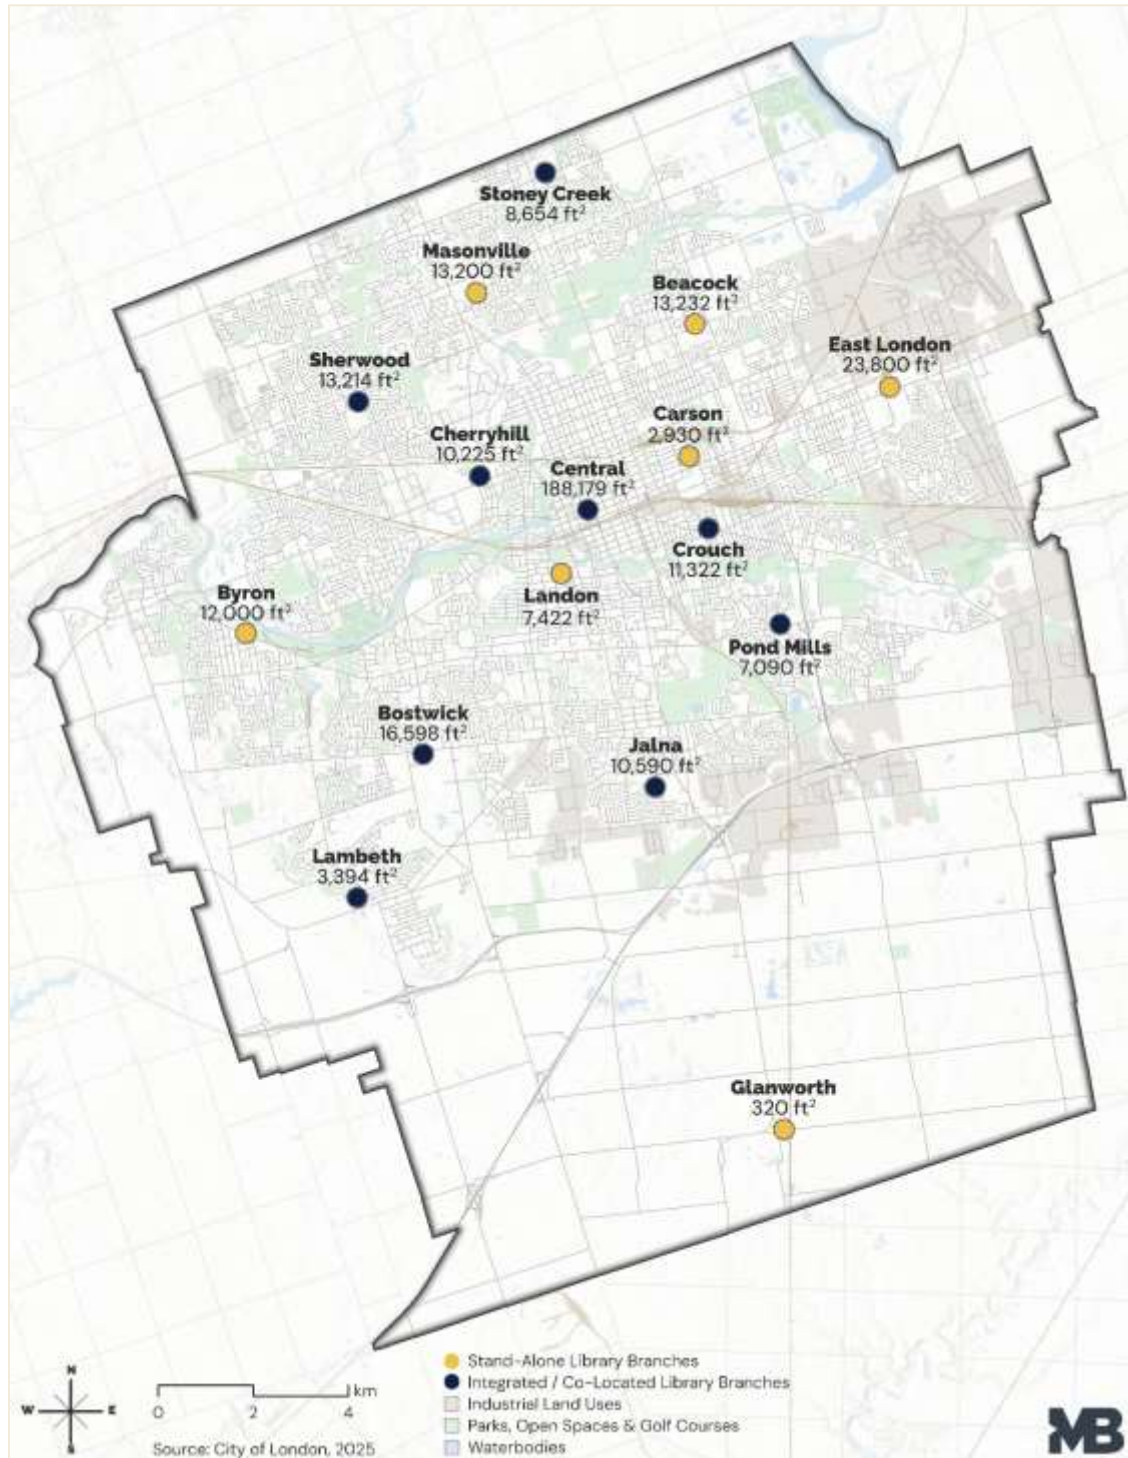 Stoney Creek
8,654 ft²
Masonville
13,200 ft²
Beacock
13,232 ft²
East London
23,800 ft²
Sherwood
13,214 ft²
Carson
2,930 ft²
Cherryhill
10,225 ft²
Central
188,179 ft²
Crouch
11,322 ft²
Byron
12,000 ft²
Landon
7,422 ft²
Pond Mills
7,090 ft²
Bostwick
16,598 ft²
Jalna
10,590 ft²
Lambeth
3,394 ft²
Glanworth
320 ft²
N
W E
S
km
0 2 4
Source: City of London, 2025
Stand-Alone Library Branches
Integrated / Co-Located Library Branches
Industrial Land Uses
Parks, Open Spaces & Golf Courses
Waterbodies
MB